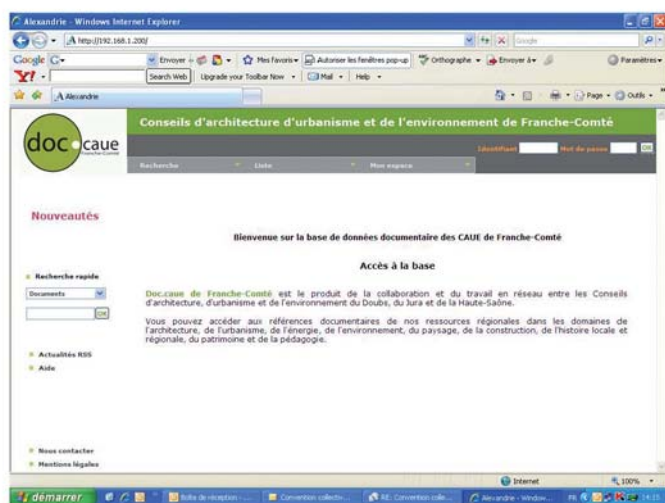 Alexandrie - Windows Internet Explorer
http://192.168.1.200/
Google
Google G Envoyer Mes favoris Autoriser les fenêtres pop-up Orthographe Envoyer à Paramètres
Y! Search Web Upgrade your Toolbar Now Mail Help
Alexandrie Page Outils
doc caue
Franche-Comté
Conseils d'architecture d'urbanisme et de l'environnement de Franche-Comté
Identifiant Mot de passe OK
Recherche Liste Mon espace
Nouveautés
Bienvenue sur la base de données documentaire des CAUE de Franche-Comté
Accès à la base
Recherche rapide
Documents
OK
Doc.caue de Franche-Comté est le produit de la collaboration et du travail en réseau entre les Conseils
d'architecture, d'urbanisme et de l'environnement du Doubs, du Jura et de la Haute-Saône.
Vous pouvez accéder aux références documentaires de nos ressources régionales dans les domaines de
l'architecture, de l'urbanisme, de l'énergie, de l'environnement, du paysage, de la construction, de l'histoire locale et
régionale, du patrimoine et de la pédagogie.
Actualités RSS
Aide
Nous contacter
Mentions légales
Internet 100%
démarrer Boîte de réception - ... Convention collectiv... RE: Convention colle... Alexandrie - Window... FR 14:15